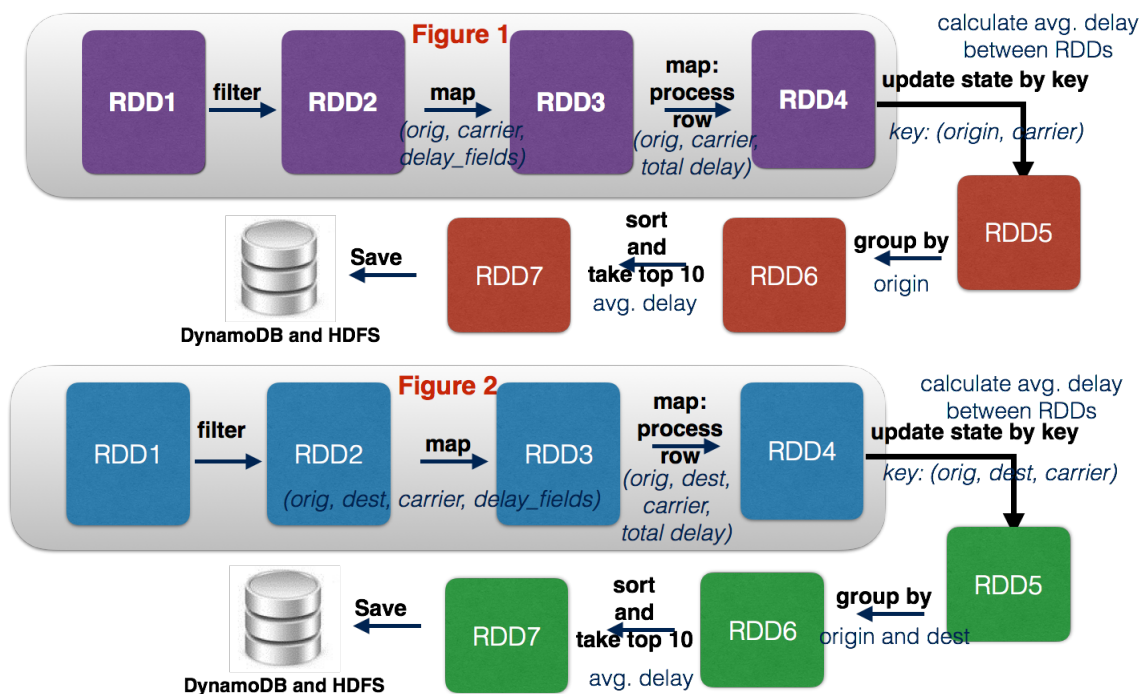 Figure 1
RDD1
filter
RDD2
map
(orig, carrier,
delay_fields)
RDD3
map:
process
row
(orig, carrier,
total delay)
RDD4
calculate avg. delay
between RDDs
update state by key
key: (origin, carrier)
RDD5
group by
origin
RDD6
sort
and
take top 10
avg. delay
RDD7
Save
DynamoDB and HDFS
Figure 2
RDD1
filter
RDD2
map
(orig, dest, carrier, delay_fields)
RDD3
map:
process
row
(orig, dest,
carrier,
total delay)
RDD4
calculate avg. delay
between RDDs
update state by key
key: (orig, dest, carrier)
RDD5
group by
origin and dest
RDD6
sort
and
take top 10
avg. delay
RDD7
Save
DynamoDB and HDFS